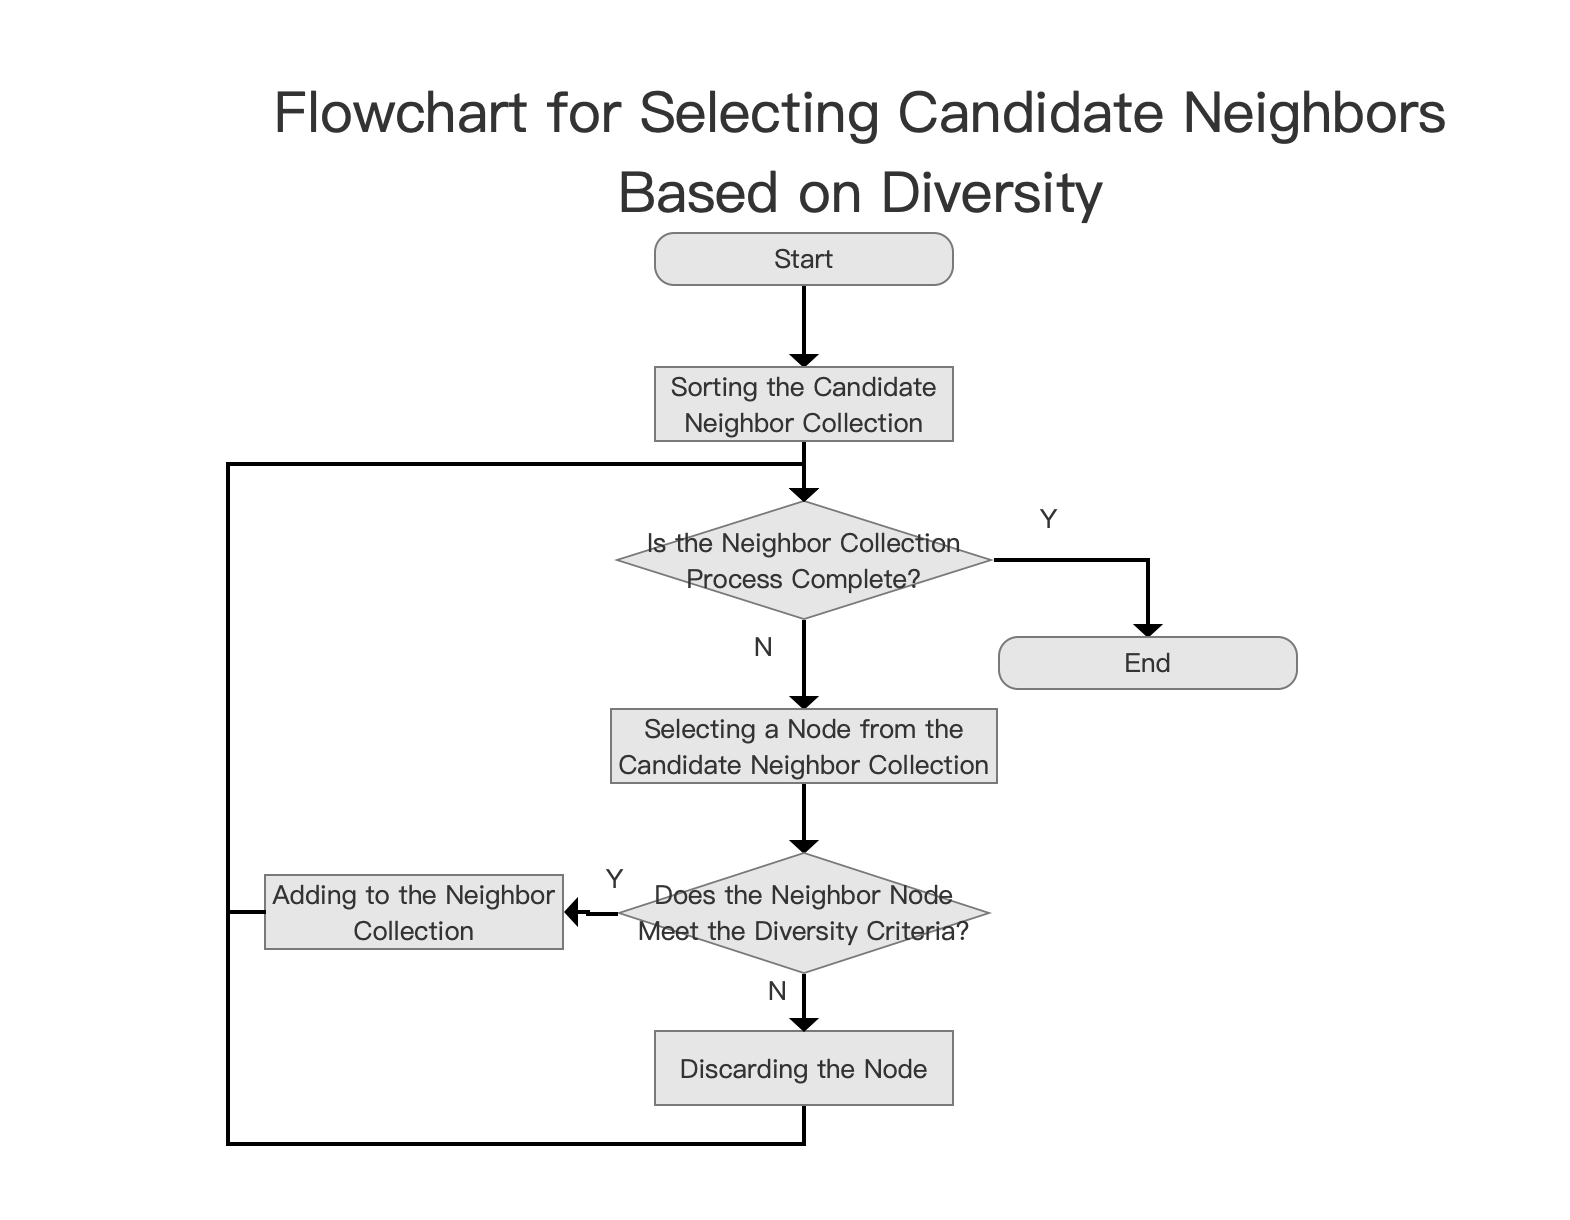 Flowchart for Selecting Candidate Neighbors
Based on Diversity
Start
Sorting the Candidate
Neighbor Collection
Is the Neighbor Collection
Process Complete?
Y
End
N
Selecting a Node from the
Candidate Neighbor Collection
Does the Neighbor Node
Meet the Diversity Criteria?
Y
Adding to the Neighbor
Collection
N
Discarding the Node